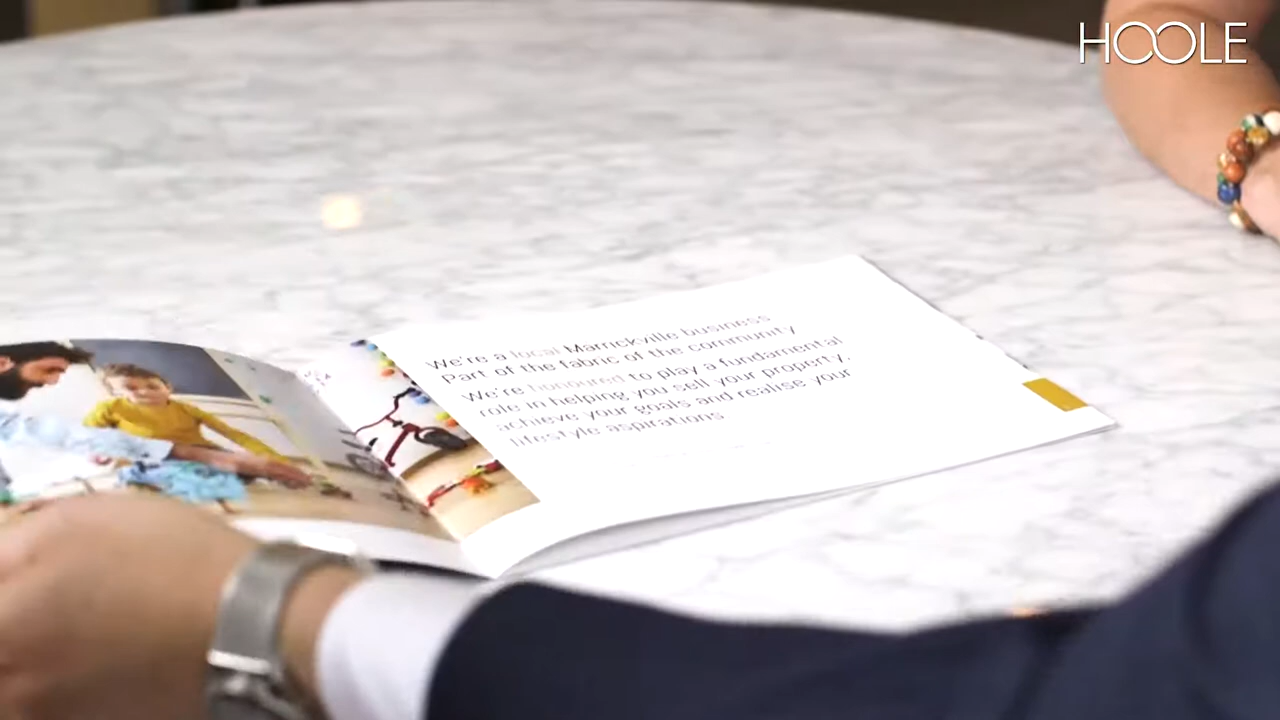 HOOLE
We're a local Marrickville business
Part of the fabric of the community
We're honoured to play a fundamental
role in helping you sell your property,
achieve your goals and realise your
lifestyle aspirations